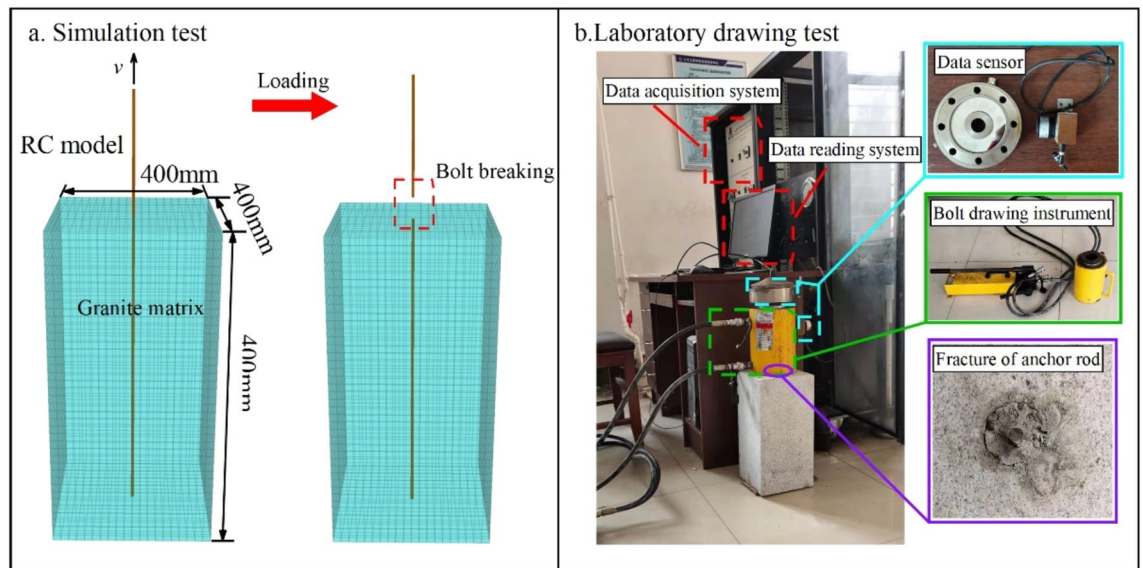 a. Simulation test
v
Loading
RC model
400mm
400mm
Bolt breaking
Granite matrix
400mm
b.Laboratory drawing test
Data sensor
Data acquisition system
Data reading system
Bolt drawing instrument
Fracture of anchor rod